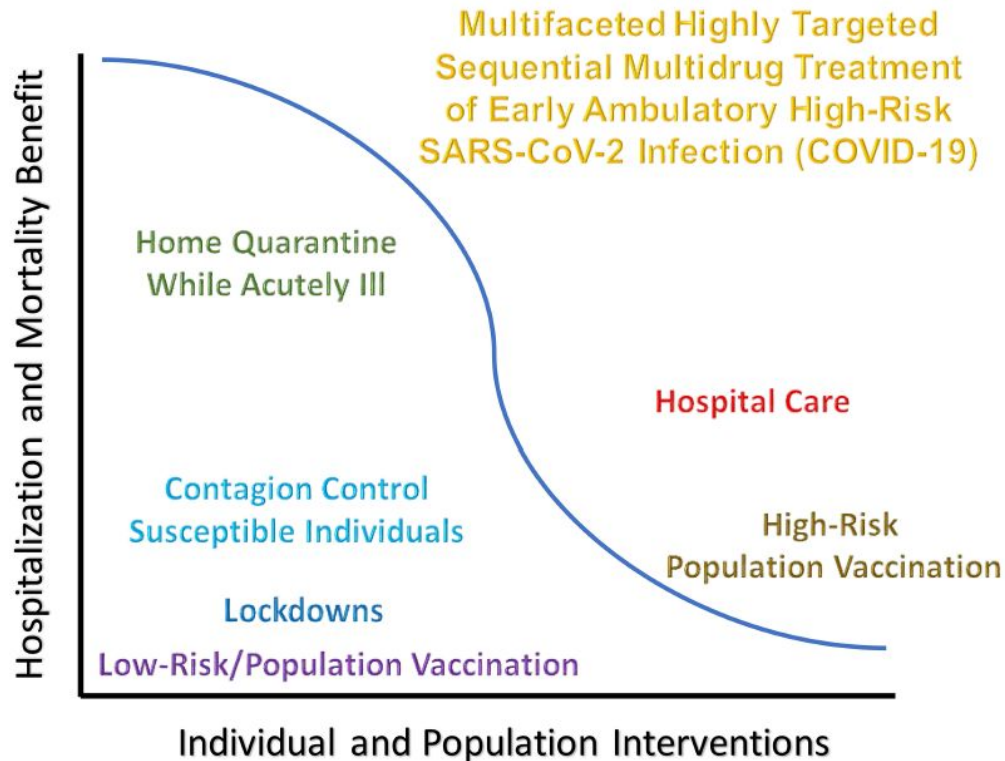 Multifaceted Highly Targeted
Sequential Multidrug Treatment
of Early Ambulatory High-Risk
SARS-CoV-2 Infection (COVID-19)
Hospitalization and Mortality Benefit
Home Quarantine
While Acutely Ill
Hospital Care
Contagion Control
Susceptible Individuals
High-Risk
Population Vaccination
Lockdowns
Low-Risk/Population Vaccination
Individual and Population Interventions